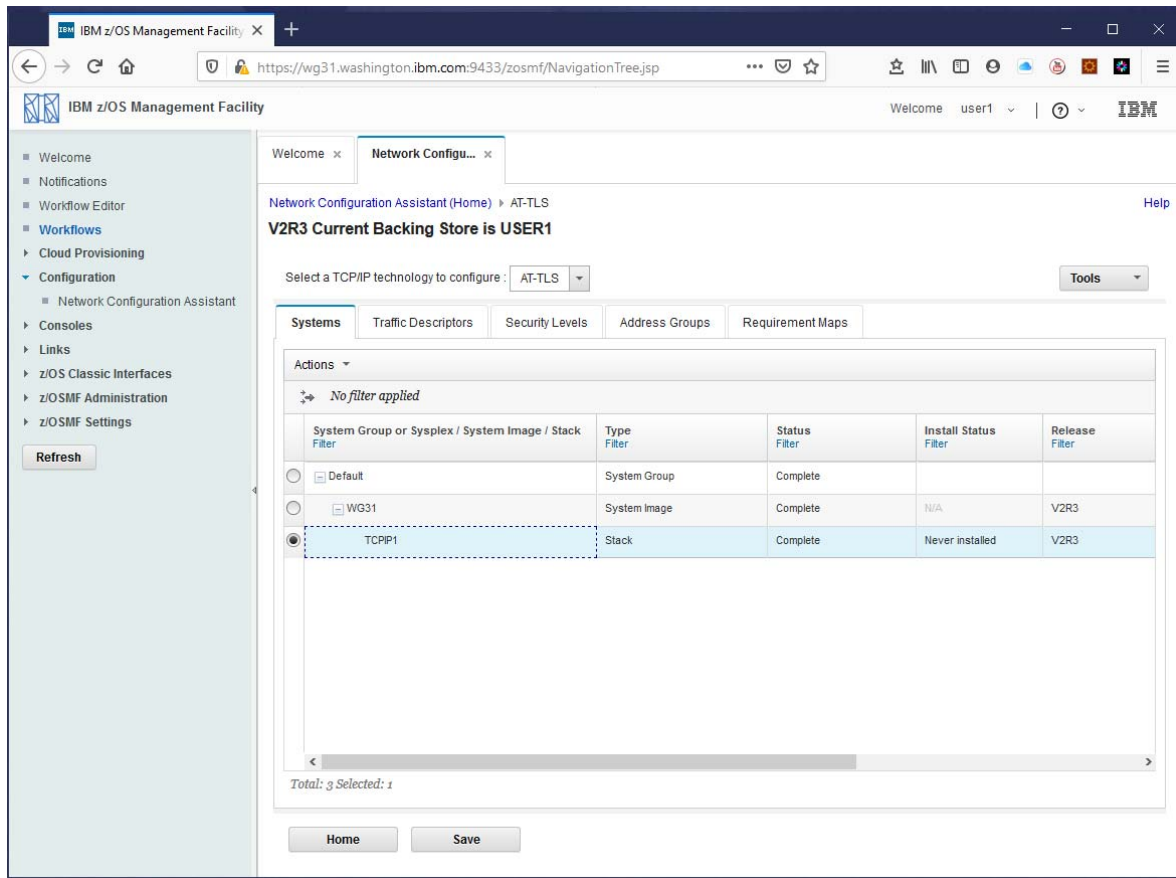 IBM IBM z/OS Management Facility
https://wg31.washington.ibm.com:9433/zosmf/NavigationTree.jsp
IBM z/OS Management Facility
Welcome user1
IBM
Welcome
Notifications
Workflow Editor
Workflows
Cloud Provisioning
Configuration
Network Configuration Assistant
Consoles
Links
z/OS Classic Interfaces
z/OSMF Administration
z/OSMF Settings
Refresh
Welcome
Network Configu...
Network Configuration Assistant (Home) AT-TLS
Help
V2R3 Current Backing Store is USER1
Select a TCP/IP technology to configure : AT-TLS
Tools
Systems Traffic Descriptors Security Levels Address Groups Requirement Maps
Actions
No filter applied
System Group or Sysplex / System Image / Stack Type Status Install Status Release
Filter Filter Filter Filter Filter
Default System Group Complete
WG31 System Image Complete N/A V2R3
TCPIP1 Stack Complete Never installed V2R3
Total: 3 Selected: 1
Home Save